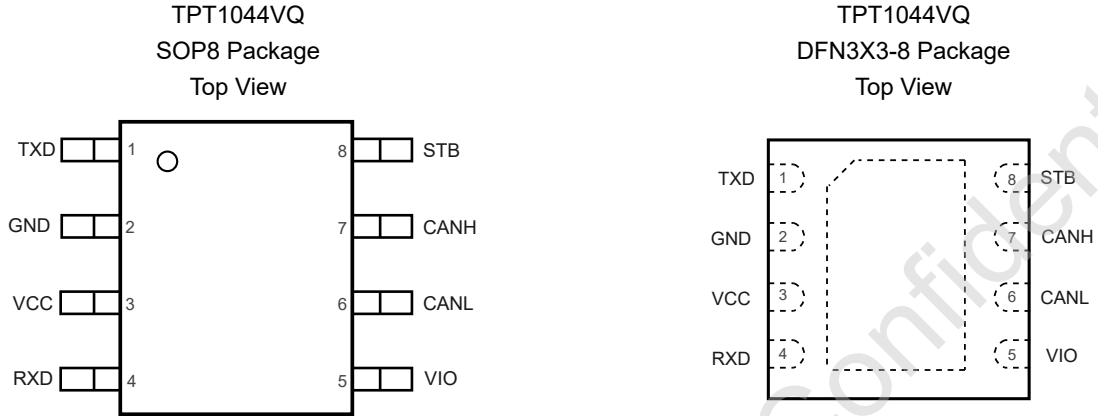 TPT1044VQ
SOP8 Package
Top View
TXD 1 8 STB
GND 2 7 CANH
VCC 3 6 CANL
RXD 4 5 VIO
TPT1044VQ
DFN3X3-8 Package
Top View
TXD 1 8 STB
GND 2 7 CANH
VCC 3 6 CANL
RXD 4 5 VIO
Confident